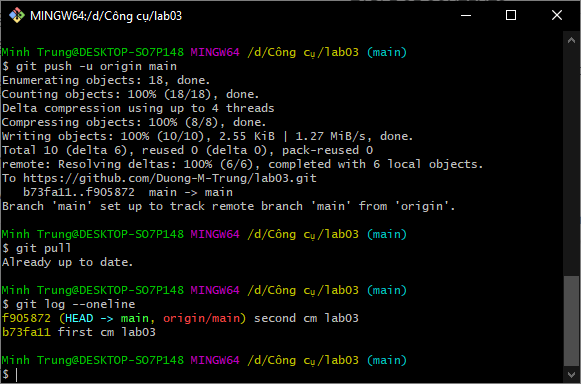 MINGW64:/d/Công cụ/lab03
Minh Trung@DESKTOP-SO7P148 MINGW64 /d/Công cụ/lab03 (main)
$ git push -u origin main
Enumerating objects: 18, done.
Counting objects: 100% (18/18), done.
Delta compression using up to 4 threads
Compressing objects: 100% (8/8), done.
Writing objects: 100% (10/10), 2.55 KiB | 1.27 MiB/s, done.
Total 10 (delta 6), reused 0 (delta 0), pack-reused 0
remote: Resolving deltas: 100% (6/6), completed with 6 local objects.
To https://github.com/Duong-M-Trung/lab03.git
   b73fa11..f905872  main -> main
Branch 'main' set up to track remote branch 'main' from 'origin'.
Minh Trung@DESKTOP-SO7P148 MINGW64 /d/Công cụ/lab03 (main)
$ git pull
Already up to date.
Minh Trung@DESKTOP-SO7P148 MINGW64 /d/Công cụ/lab03 (main)
$ git log --oneline
f905872 (HEAD -> main, origin/main) second cm lab03
b73fa11 first cm lab03
Minh Trung@DESKTOP-SO7P148 MINGW64 /d/Công cụ/lab03 (main)
$